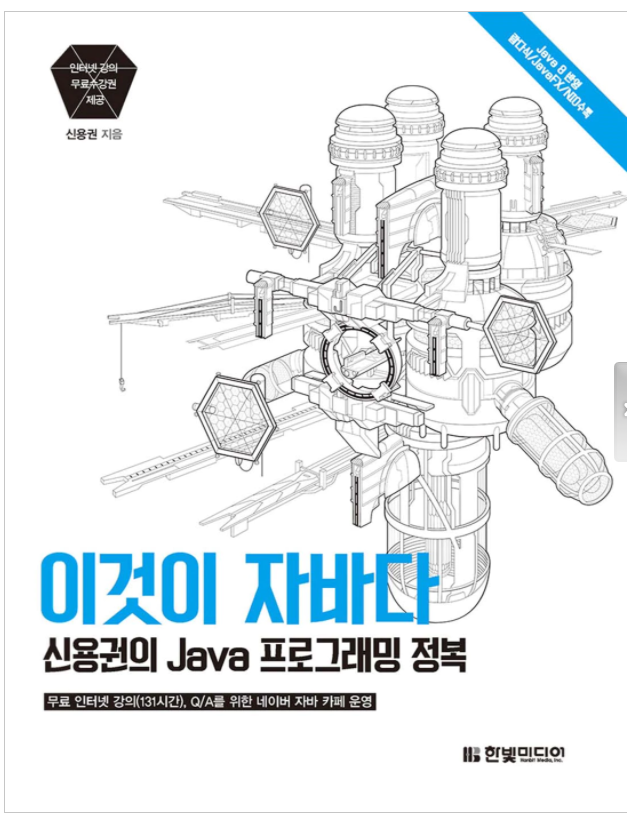 인터넷 강의
무료수강권
제공
신용권 지음
Java 8 반영
람다식/JavaFX/NIO수록
이것이 자바다
신용권의 Java 프로그래밍 정복
무료 인터넷 강의(131시간), Q/A를 위한 네이버 자바 카페 운영
한빛미디어
Hanbit Media, Inc.